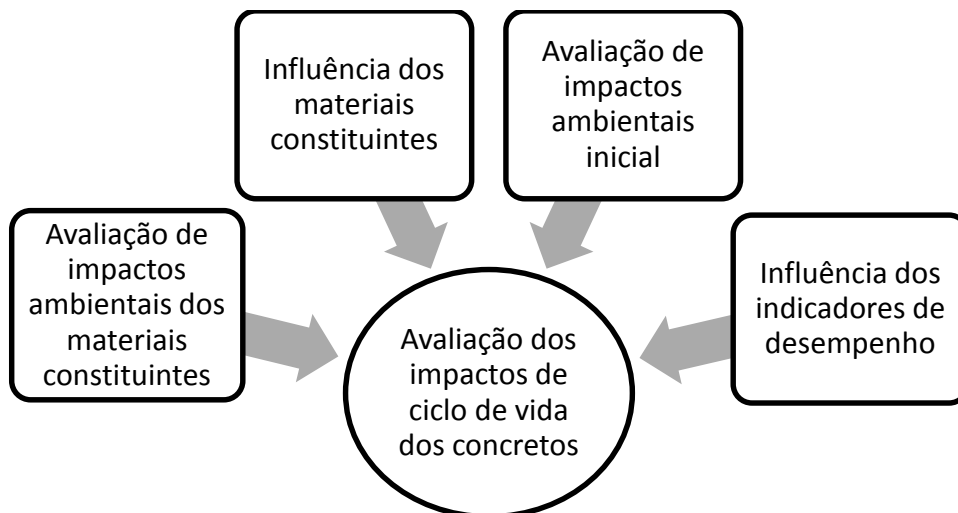 Influência dos
materiais
constituintes
Avaliação de
impactos
ambientais
inicial
Avaliação de
impactos
ambientais dos
materiais
constituintes
Influência dos
indicadores de
desempenho
Avaliação dos
impactos de
ciclo de vida
dos concretos